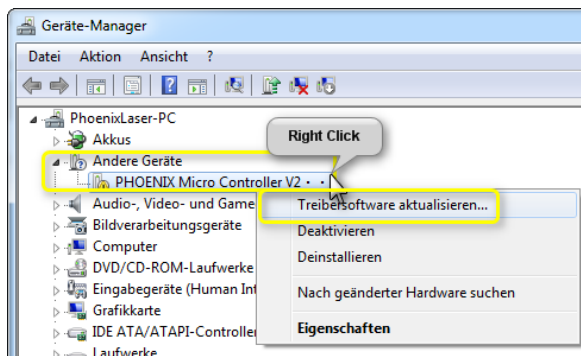 Geräte-Manager
Datei Aktion Ansicht ?
PhoenixLaser-PC
Akkus
Right Click
Andere Geräte
PHOENIX Micro Controller V2
Audio-, Video- und Game
Treibersoftware aktualisieren...
Bildverarbeitungsgeräte
Deaktivieren
Computer
Deinstallieren
DVD/CD-ROM-Laufwerke
Eingabegeräte (Human Int
Nach geänderter Hardware suchen
Grafikkarte
IDE ATA/ATAPI-Controller
Eigenschaften
Laufwerke